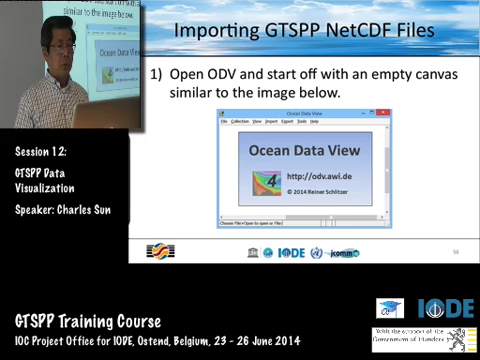 similar to the image below.
Ocean Data View
Importing GTSPP NetCDF Files
1) Open ODV and start off with an empty canvas
similar to the image below.
Ocean Data View
File Collection View Import Export Tools Help
Ocean Data View
http://odv.awi.de
© 2014 Reiner Schlitzer
Session 12:
GTSPP Data
Visualization
Speaker: Charles Sun
IODE
jcomm
56
GTSPP Training Course
IOC Project Office for IODE, Ostend, Belgium, 23 - 26 June 2014
IODE
With the support of the
Government of Flanders